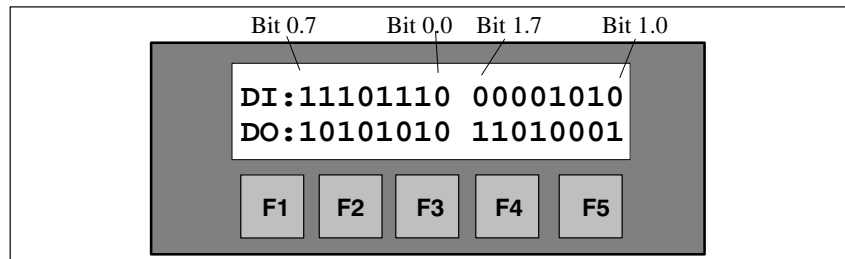 Bit 0.7 Bit 0.0 Bit 1.7 Bit 1.0
DI:11101110 00001010
DO:10101010 11010001
F1 F2 F3 F4 F5